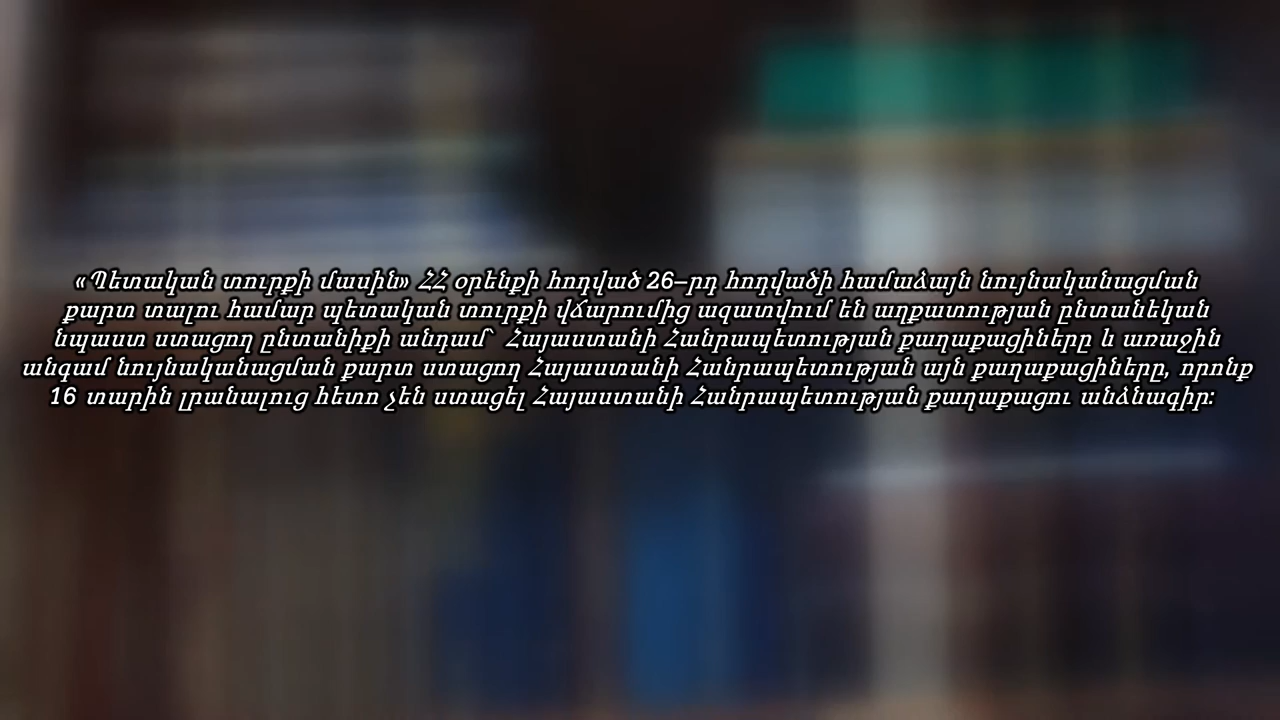 «Պետական տուրքի մասին» ՀՀ օրենքի հոդված 26–րդ հոդվածի համաձայն նույնականացման
քարտ տալու համար պետական տուրքի վճարումից ազատվում են աղքատության ընտանեկան
նպաստ ստացող ընտանիքի անդամ՝ Հայաստանի Հանրապետության քաղաքացիները և առաջին
անգամ նույնականացման քարտ ստացող Հայաստանի Հանրապետության այն քաղաքացիները, որոնք
16 տարին լրանալուց հետո չեն ստացել Հայաստանի Հանրապետության քաղաքացու անձնագիր: